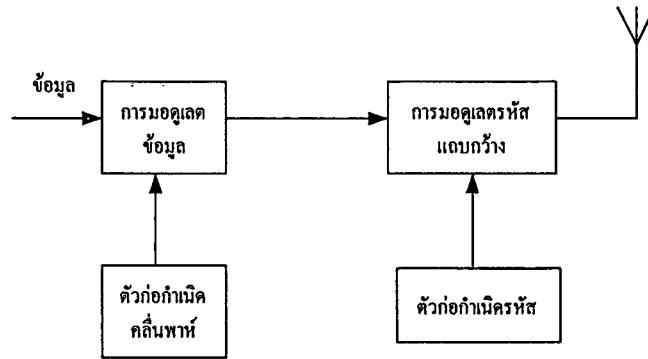 ข้อมูล
การมอดูเลต
ข้อมูล
การมอดูเลตรหัส
แถบกว้าง
ตัวก่อกำเนิด
คลื่นพาห์
ตัวก่อกำเนิดรหัส